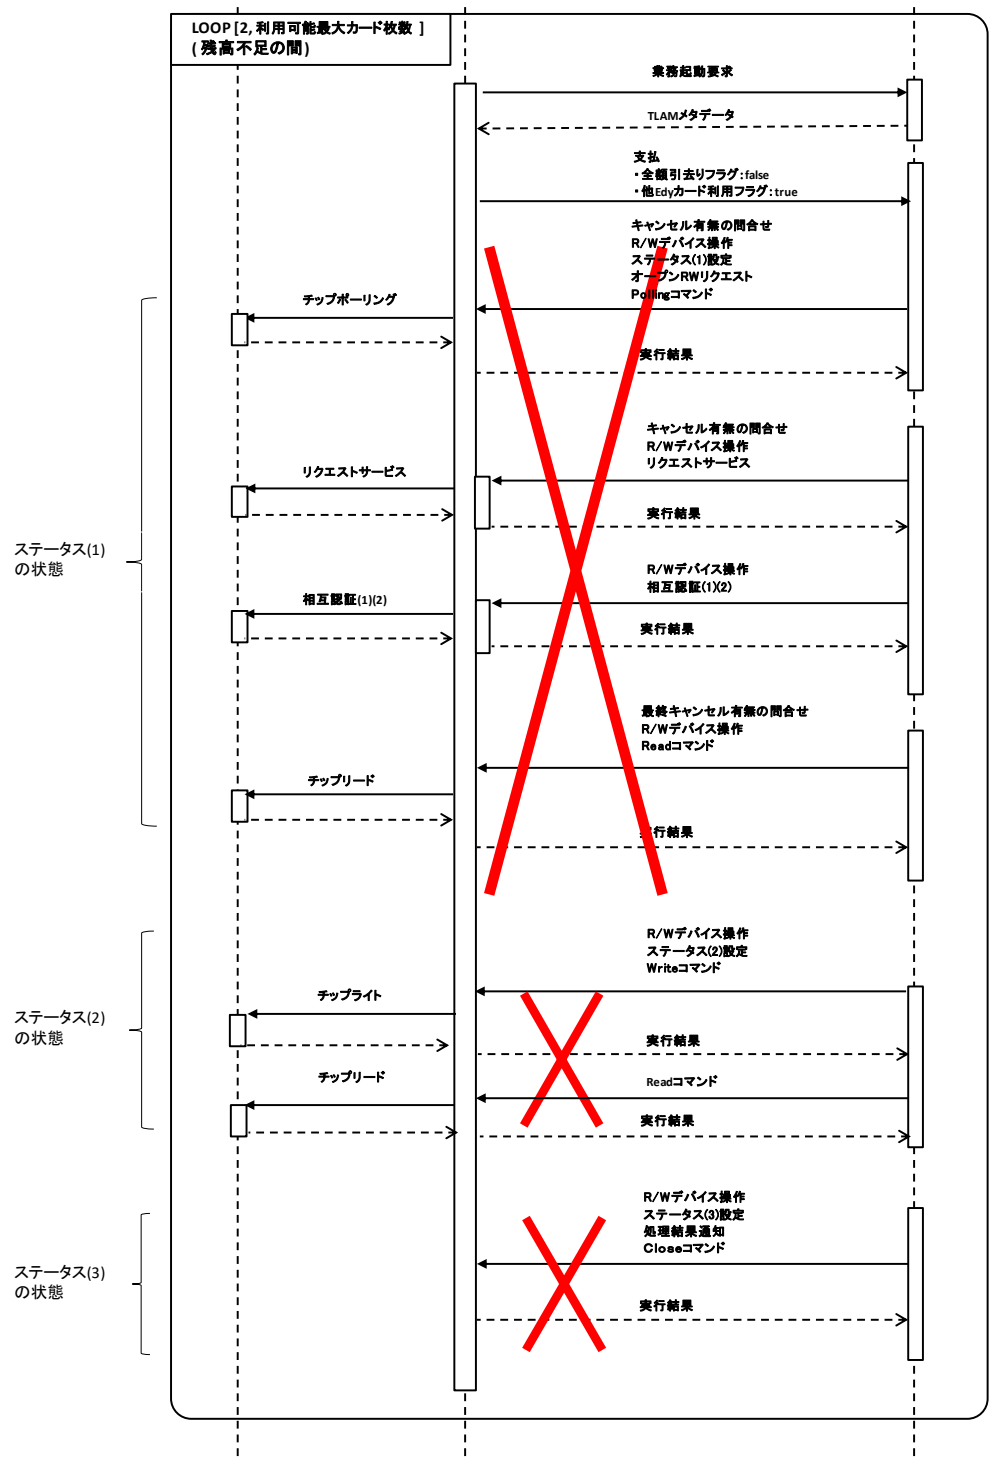 LOOP [2, 利用可能最大カード枚数 ]
( 残高不足の間)
業務起動要求
TLAMメタデータ
支払
・全額引去りフラグ：false
・他Edyカード利用フラグ：true
キャンセル有無の問合せ
R/Wデバイス操作
ステータス(1)設定
オープンRWリクエスト
Pollingコマンド
チップポーリング
実行結果
キャンセル有無の問合せ
R/Wデバイス操作
リクエストサービス
リクエストサービス
実行結果
ステータス(1)
の状態
R/Wデバイス操作
相互認証(1)(2)
相互認証(1)(2)
実行結果
最終キャンセル有無の問合せ
R/Wデバイス操作
Readコマンド
チップリード
実行結果
R/Wデバイス操作
ステータス(2)設定
Writeコマンド
チップライト
ステータス(2)
の状態
実行結果
チップリード
Readコマンド
実行結果
R/Wデバイス操作
ステータス(3)設定
処理結果通知
Closeコマンド
ステータス(3)
の状態
実行結果